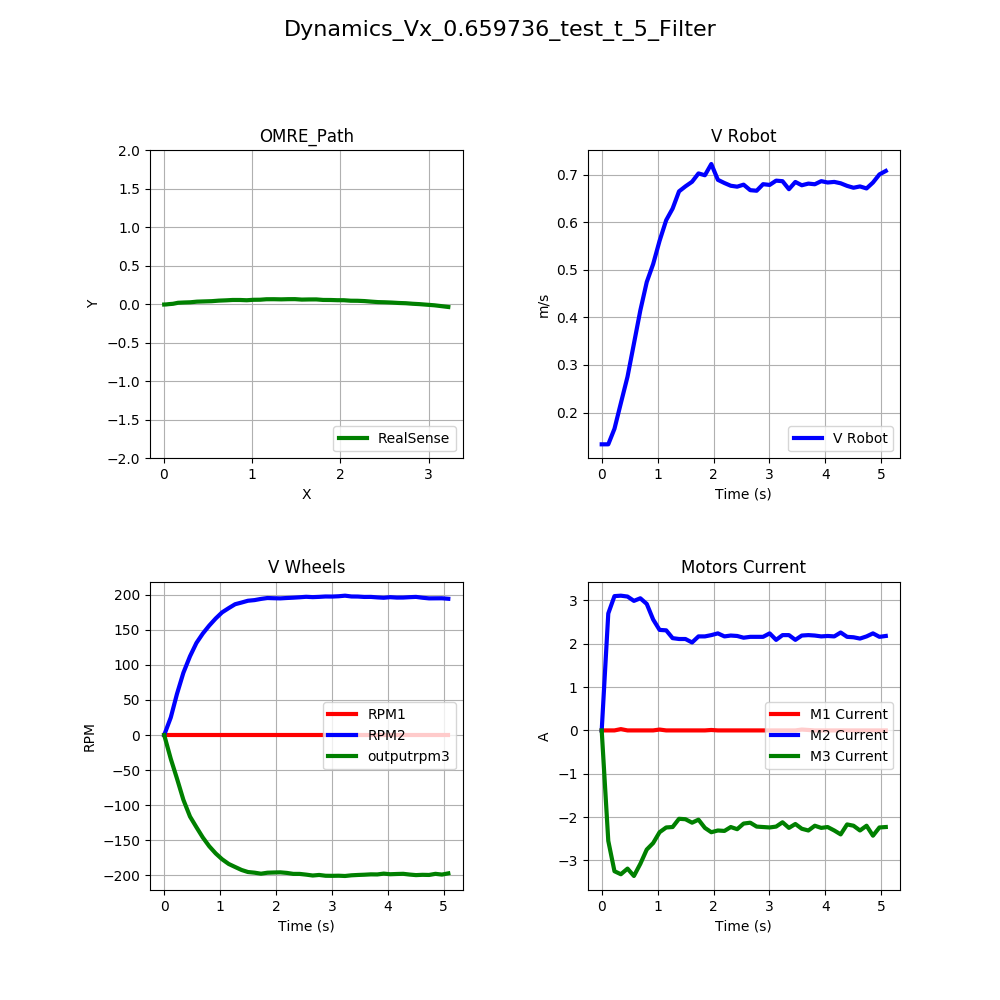 Dynamics_Vx_0.659736_test_t_5_Filter
OMRE_Path
2.0
1.5
1.0
0.5
0.0
−0.5
−1.0
−1.5
−2.0
Y
0 1 2 3
X
RealSense
V Robot
0.7
0.6
0.5
0.4
0.3
0.2
m/s
0 1 2 3 4 5
Time (s)
V Robot
V Wheels
200
150
100
50
0
−50
−100
−150
−200
RPM
0 1 2 3 4 5
Time (s)
RPM1
RPM2
outputrpm3
Motors Current
3
2
1
0
−1
−2
−3
A
0 1 2 3 4 5
Time (s)
M1 Current
M2 Current
M3 Current